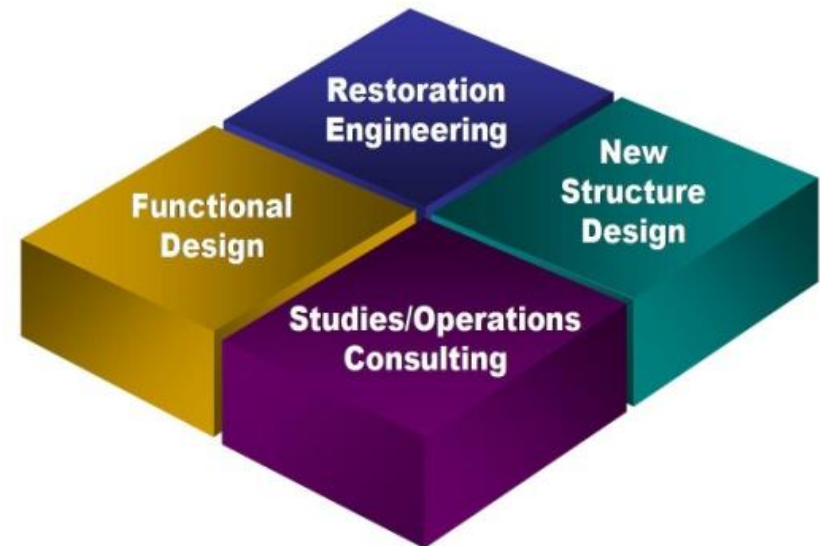 Restoration
Engineering
New
Structure
Design
Functional
Design
Studies/Operations
Consulting